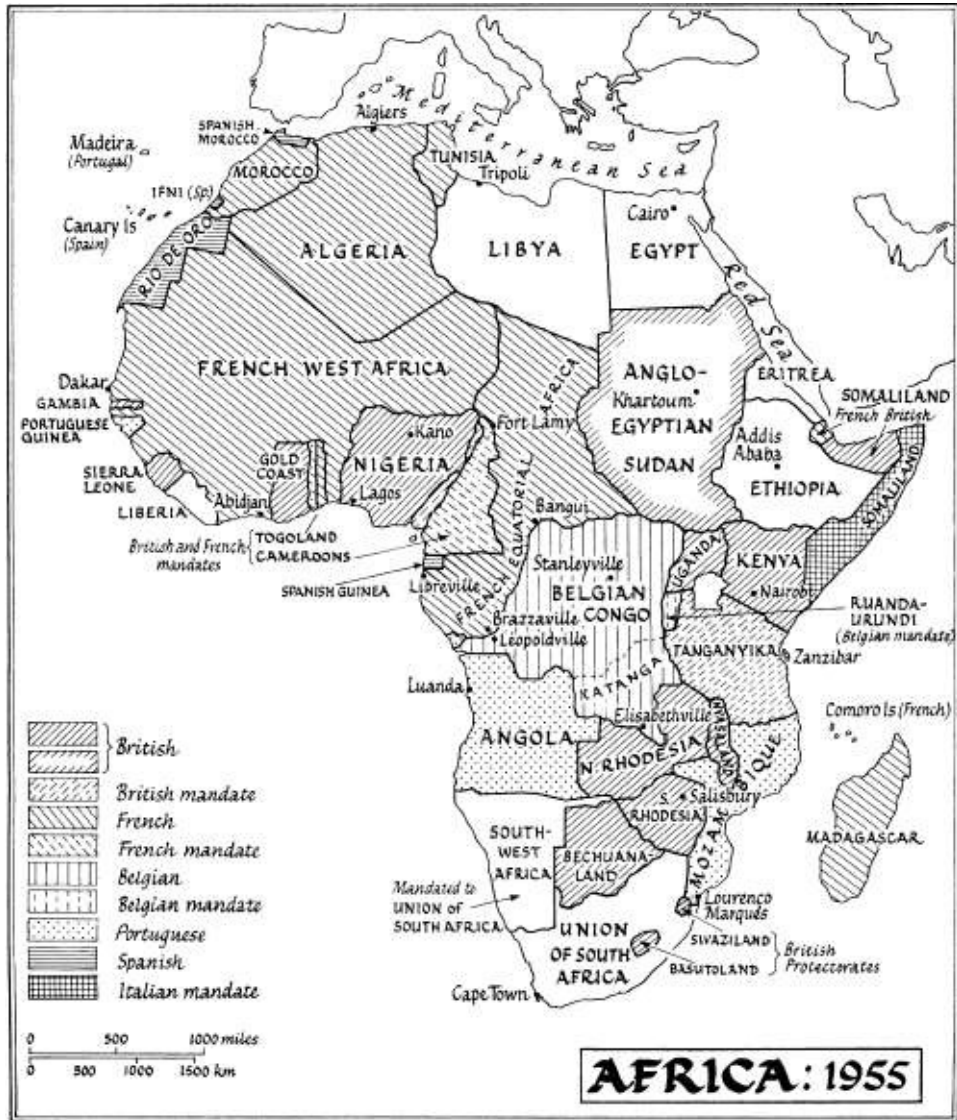 Mediterranean Sea
Algiers
SPANISH
MOROCCO
Madeira
(Portugal)
MOROCCO
TUNISIA
Tripoli
IFNI (Sp.)
Canary Is
(Spain)
RIO DE ORO
ALGERIA
LIBYA
Cairo
EGYPT
Red Sea
FRENCH WEST AFRICA
Dakar
GAMBIA
PORTUGUESE
GUINEA
SIERRA
LEONE
LIBERIA
Abidjan
GOLD
COAST
Kano
NIGERIA
Lagos
Fort Lamy
FRENCH EQUATORIAL AFRICA
ANGLO-
Khartoum
EGYPTIAN
SUDAN
ERITREA
SOMALILAND
French British
Addis
Ababa
ETHIOPIA
SOMALILAND
British and French
mandates
TOGOLAND
CAMEROONS
SPANISH GUINEA
Bangui
Libreville
Brazzaville
Léopoldville
Stanleyville
BELGIAN
CONGO
UGANDA
KENYA
Nairobi
RUANDA-
URUNDI
(Belgian mandate)
TANGANYIKA
Zanzibar
KATANGA
Luanda
ANGOLA
Elisabethville
N RHODESIA
NYASALAND
Comoro Is (French)
MOZAMBIQUE
S.
RHODESIA
Salisbury
MADAGASCAR
SOUTH-
WEST
AFRICA
BECHUANA-
LAND
Mandated to
UNION OF
SOUTH AFRICA
Lourenco
Marques
UNION
OF SOUTH
AFRICA
SWAZILAND
BASUTOLAND
British
Protectorates
Cape Town
British
British mandate
French
French mandate
Belgian
Belgian mandate
Portuguese
Spanish
Italian mandate
0 500 1000 miles
0 500 1000 1500 km
AFRICA: 1955